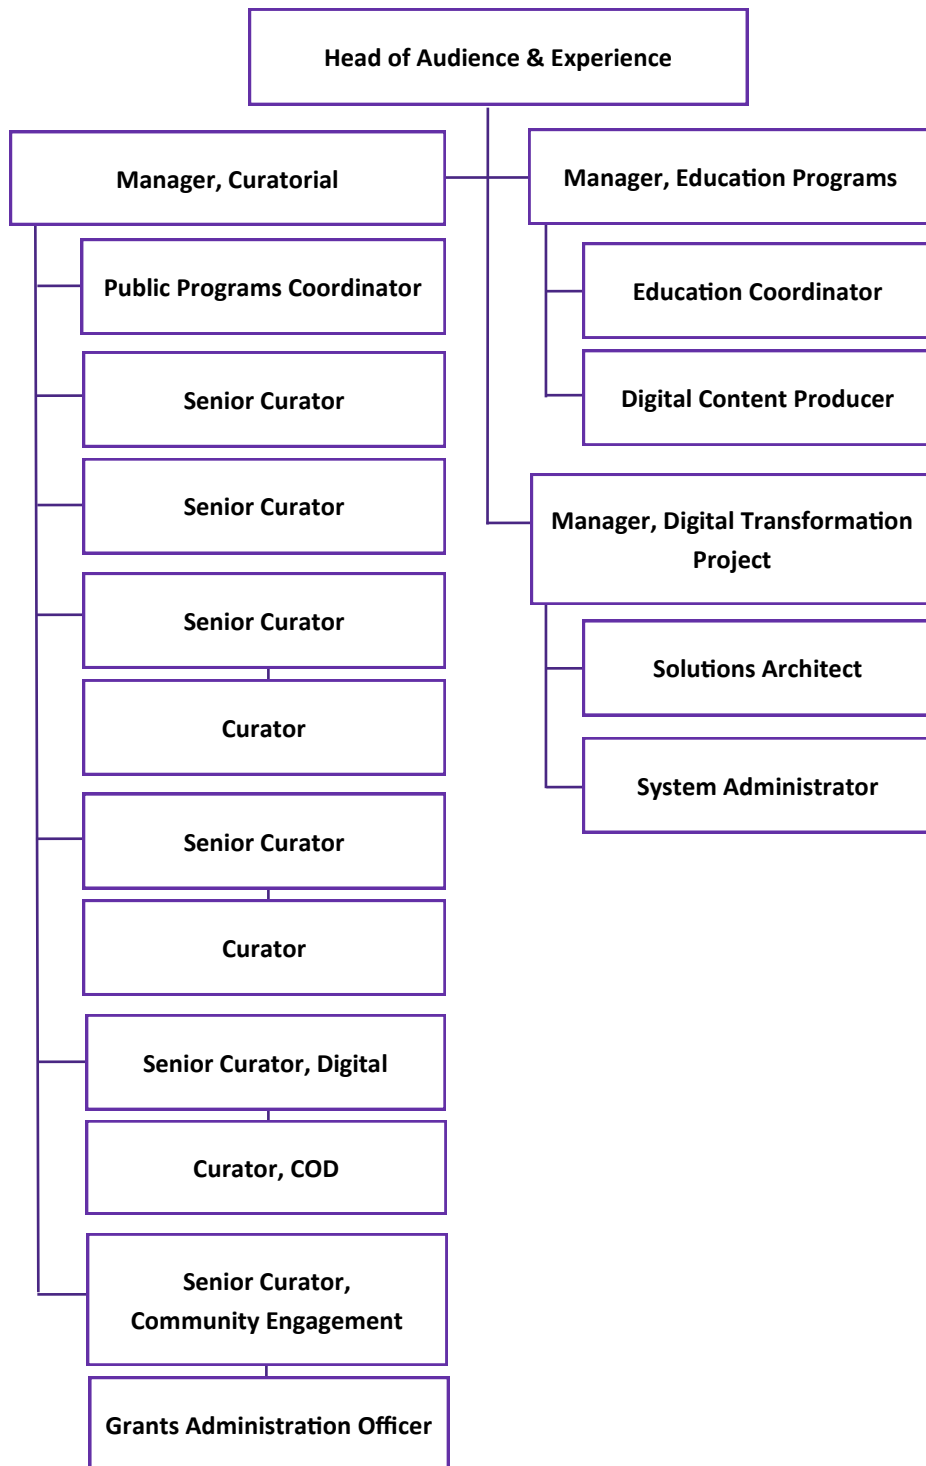 Head of Audience & Experience
Manager, Curatorial
Public Programs Coordinator
Senior Curator
Senior Curator
Senior Curator
Curator
Senior Curator
Curator
Senior Curator, Digital
Curator, COD
Senior Curator,
Community Engagement
Grants Administration Officer
Manager, Education Programs
Education Coordinator
Digital Content Producer
Manager, Digital Transformation
Project
Solutions Architect
System Administrator